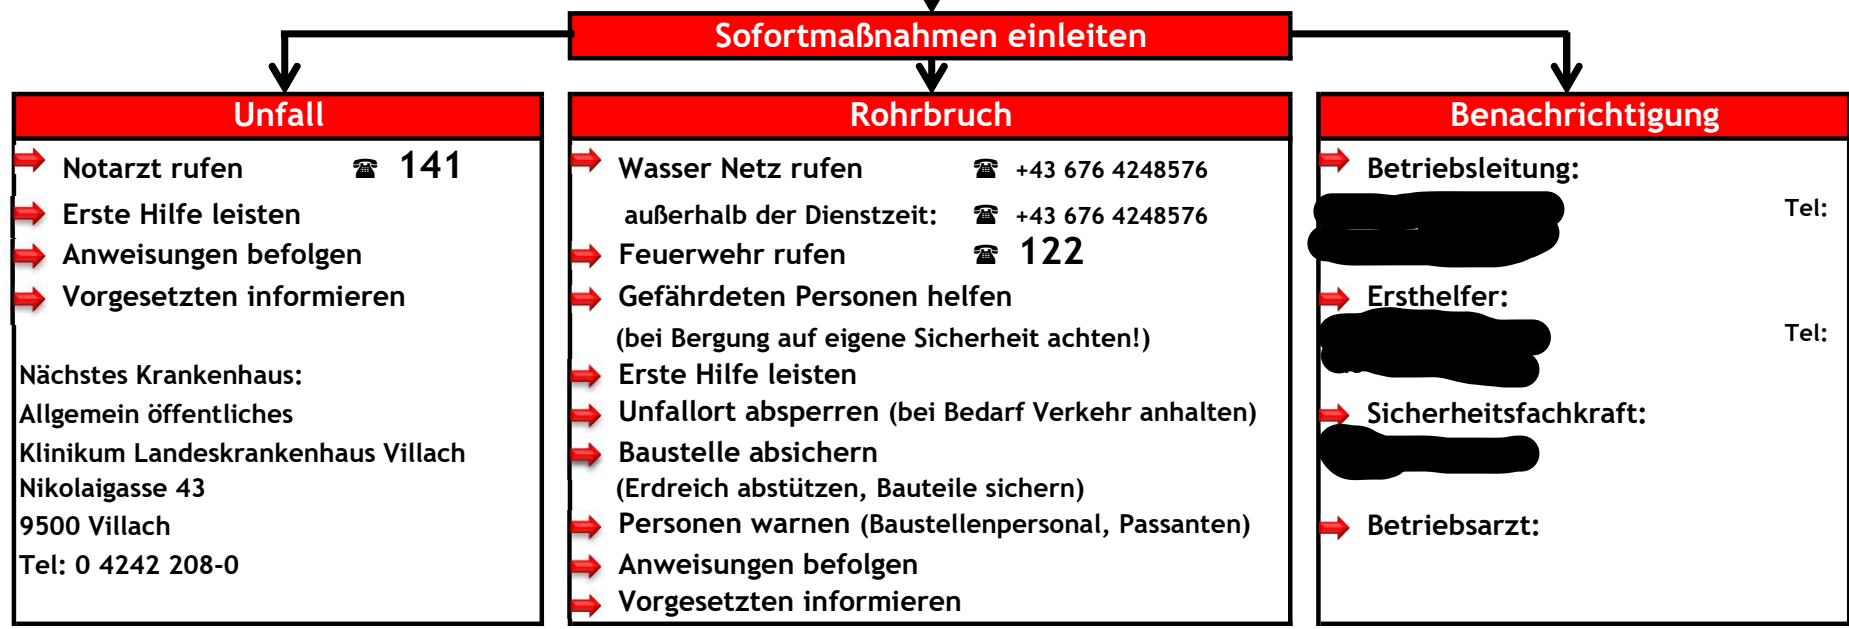 Sofortmaßnahmen einleiten
Unfall
Notarzt rufen ☎ 141
Erste Hilfe leisten
Anweisungen befolgen
Vorgesetzten informieren
Nächstes Krankenhaus:
Allgemein öffentliches
Klinikum Landeskrankenhaus Villach
Nikolaigasse 43
9500 Villach
Tel: 0 4242 208-0
Rohrbruch
Wasser Netz rufen ☎ +43 676 4248576
außerhalb der Dienstzeit: ☎ +43 676 4248576
Feuerwehr rufen ☎ 122
Gefährdeten Personen helfen
(bei Bergung auf eigene Sicherheit achten!)
Erste Hilfe leisten
Unfallort absperren (bei Bedarf Verkehr anhalten)
Baustelle absichern
(Erdreich abstützen, Bauteile sichern)
Personen warnen (Baustellenpersonal, Passanten)
Anweisungen befolgen
Vorgesetzten informieren
Benachrichtigung
Betriebsleitung:
Tel:
Ersthelfer:
Tel:
Sicherheitsfachkraft:
Betriebsarzt: